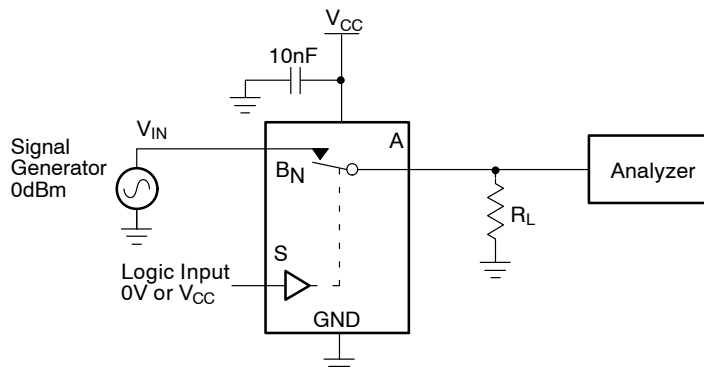 VCC
10nF
VIN
Signal
Generator
0dBm
A
BN
Analyzer
RL
S
Logic Input
0V or VCC
GND